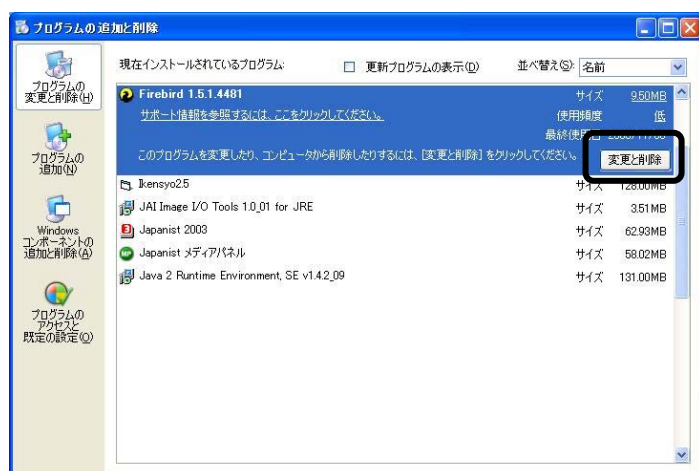 プログラムの追加と削除
プログラムの
変更と削除(H)
プログラムの
追加(N)
Windows
コンポーネントの
追加と削除(A)
プログラムの
アクセスと
既定の設定(O)
現在インストールされているプログラム:
更新プログラムの表示(D)
並べ替え(S): 名前
Firebird 1.5.1.4481 サイズ 9.50MB
サポート情報を参照するには、ここをクリックしてください。 使用頻度 低
最終使用日
このプログラムを変更したり、コンピュータから削除したりするには、[変更と削除] をクリックしてください。 変更と削除
Ikensyo2.5 サイズ 128.00MB
JAI Image I/O Tools 1.0_01 for JRE サイズ 3.51MB
Japanist 2003 サイズ 62.93MB
Japanist メディアパネル サイズ 58.02MB
Java 2 Runtime Environment, SE v1.4.2_09 サイズ 131.00MB